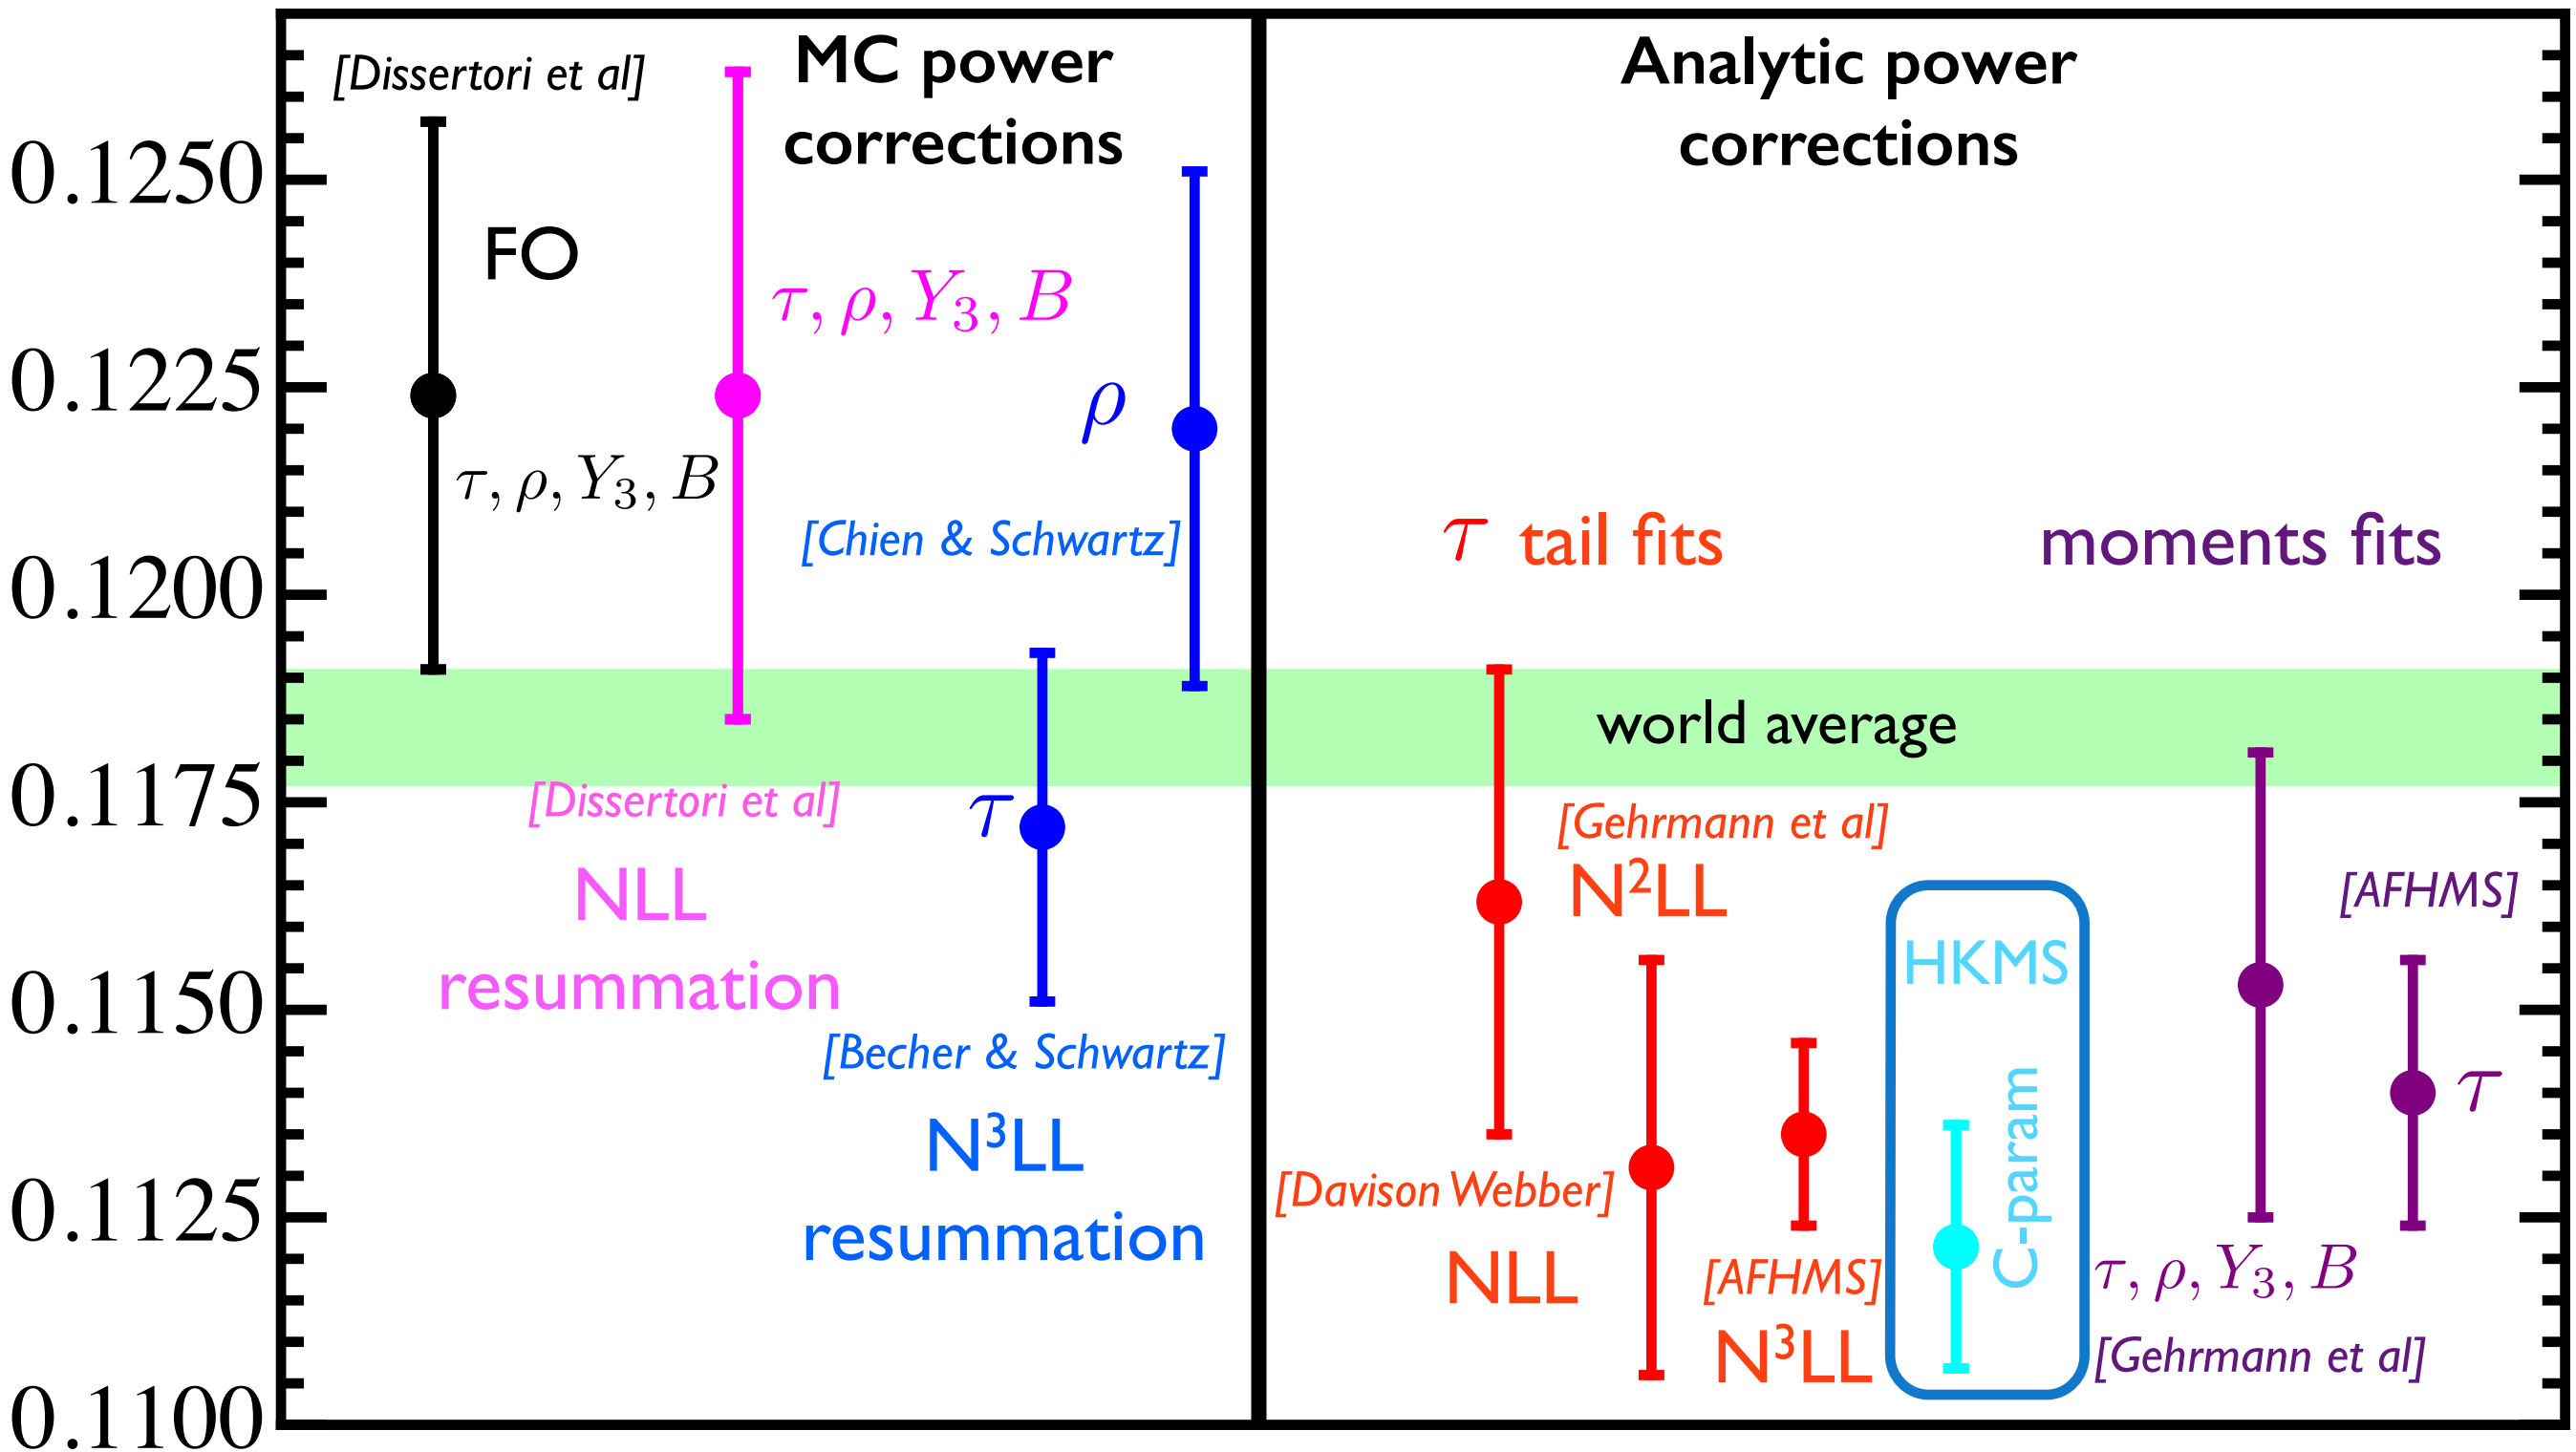 0.1250
0.1225
0.1200
0.1175
0.1150
0.1125
0.1100
MC power
corrections
[Dissertori et al]
FO
τ, ρ, Y₃, B
τ, ρ, Y₃, B
[Dissertori et al]
NLL
resummation
ρ
[Chien & Schwartz]
τ
[Becher & Schwartz]
N³LL
resummation
Analytic power
corrections
τ tail fits
moments fits
world average
[Gehrmann et al]
N²LL
[Davison Webber]
NLL
[AFHMS]
N³LL
HKMS
C-param
[AFHMS]
τ
τ, ρ, Y₃, B
[Gehrmann et al]